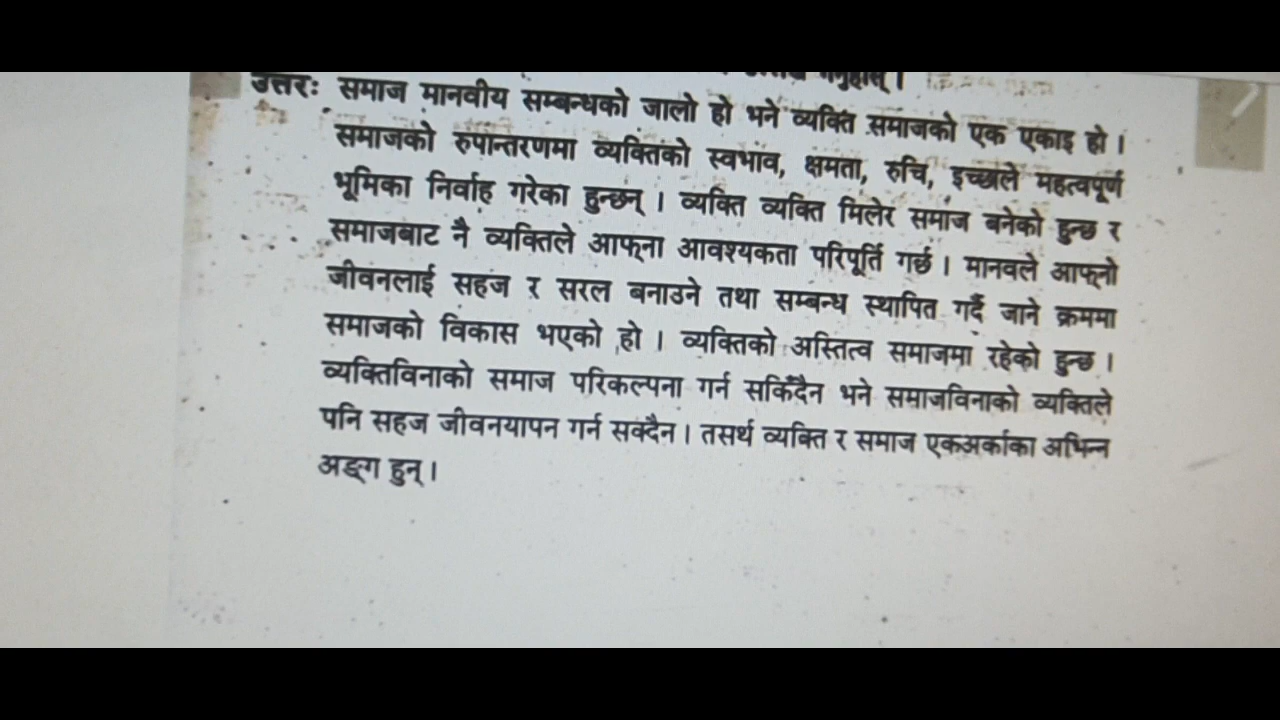 गर्नुहोस् ।
उत्तरः समाज मानवीय सम्बन्धको जालो हो भने व्यक्ति समाजको एक एकाइ हो ।
समाजको रुपान्तरणमा व्यक्तिको स्वभाव, क्षमता, रुचि, इच्छाले महत्वपूर्ण
भूमिका निर्वाह गरेका हुन्छन् । व्यक्ति व्यक्ति मिलेर समाज बनेको हुन्छ र
समाजबाट नै व्यक्तिले आफ्ना आवश्यकता परिपूर्ति गर्छ । मानवले आफ्नो
जीवनलाई सहज र सरल बनाउने तथा सम्बन्ध स्थापित गर्दै जाने क्रममा
समाजको विकास भएको हो । व्यक्तिको अस्तित्व समाजमा रहेको हुन्छ ।
व्यक्तिविनाको समाज परिकल्पना गर्न सकिँदैन भने समाजविनाको व्यक्तिले
पनि सहज जीवनयापन गर्न सक्दैन । तसर्थ व्यक्ति र समाज एकअर्काका अभिन्न
अङ्ग हुन् ।